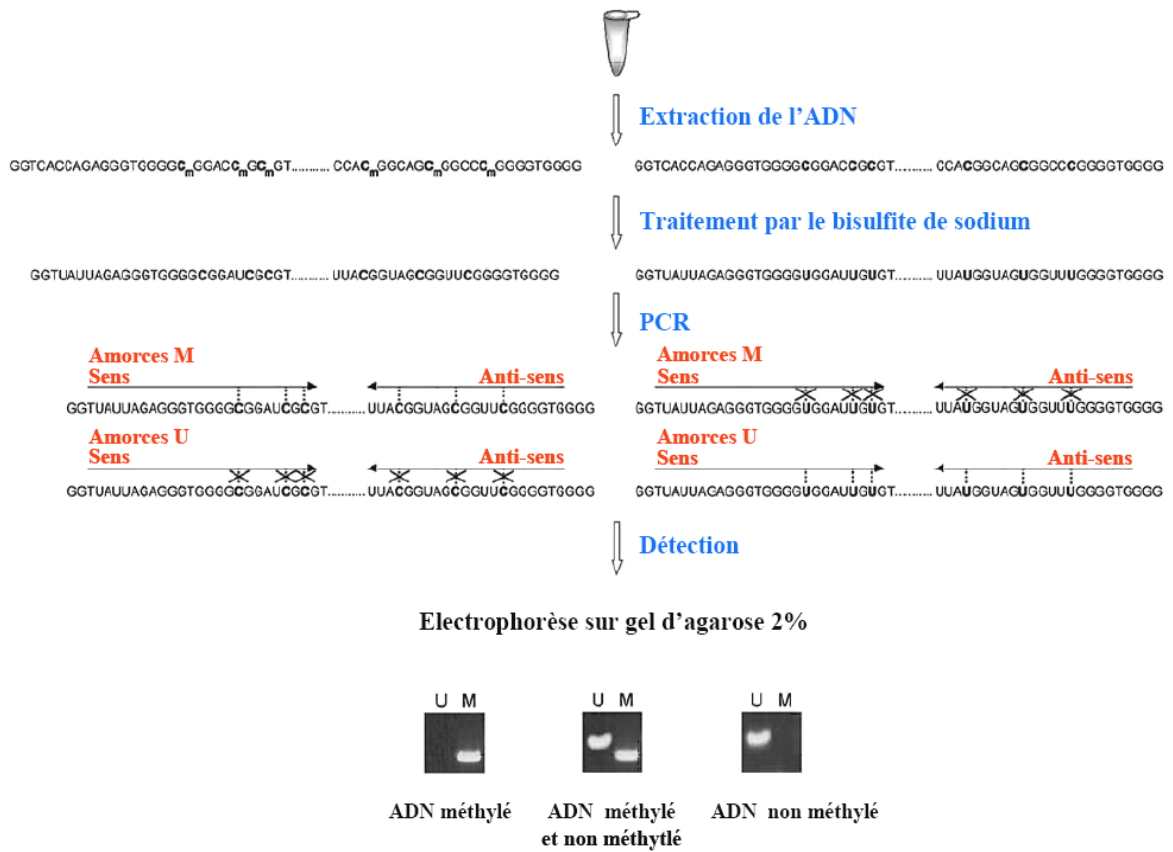 Extraction de l'ADN
GGTCACCAGAGGGTGGGGCmGGACCmGCmGT........... CCACmGGCAGCmGGCCCmGGGGTGGGG
GGTCACCAGAGGGTGGGGCGGACCGCGT........... CCACGGCAGCGGCCCGGGGTGGGG
Traitement par le bisulfite de sodium
GGTUAUUAGAGGGTGGGGCGGAUCGCGT........... UUACGGUAGCGGUUCGGGGTGGGG
GGTUAUUAGAGGGTGGGGUGGAUUGUGT........... UUAUGGUAGUGGUUUGGGGTGGGG
PCR
Amorces M
Sens Anti-sens
GGTUAUUAGAGGGTGGGGCGGAUCGCGT........... UUACGGUAGCGGUUCGGGGTGGGG
Amorces U
Sens Anti-sens
GGTUAUUAGAGGGTGGGGCGGAUCGCGT........... UUACGGUAGCGGUUCGGGGTGGGG
Amorces M
Sens Anti-sens
GGTUAUUAGAGGGTGGGGUGGAUUGUGT........... UUAUGGUAGUGGUUUGGGGTGGGG
Amorces U
Sens Anti-sens
GGTUAUUAGAGGGTGGGGUGGAUUGUGT........... UUAUGGUAGUGGUUUGGGGTGGGG
Détection
Electrophorèse sur gel d'agarose 2%
U M
U M
U M
ADN méthylé
ADN méthylé
et non méthytlé
ADN non méthylé